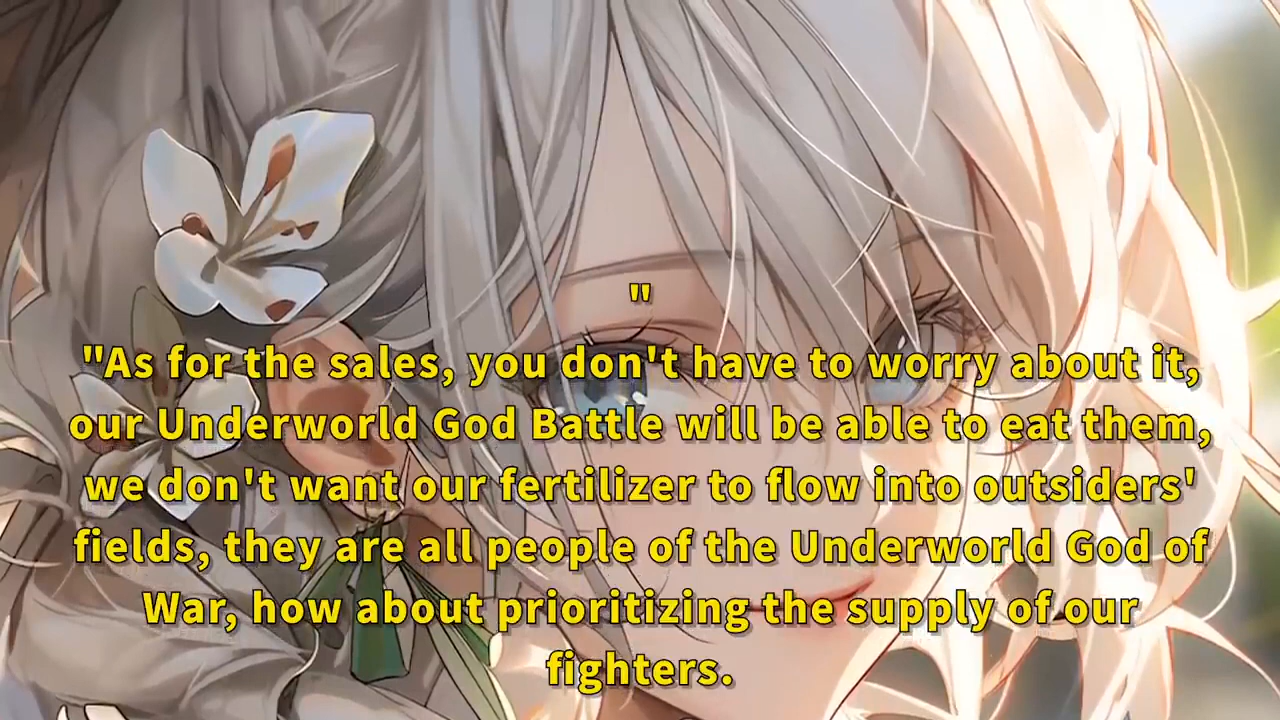 "
"As for the sales, you don't have to worry about it,
our Underworld God Battle will be able to eat them,
we don't want our fertilizer to flow into outsiders'
fields, they are all people of the Underworld God of
War, how about prioritizing the supply of our
fighters.